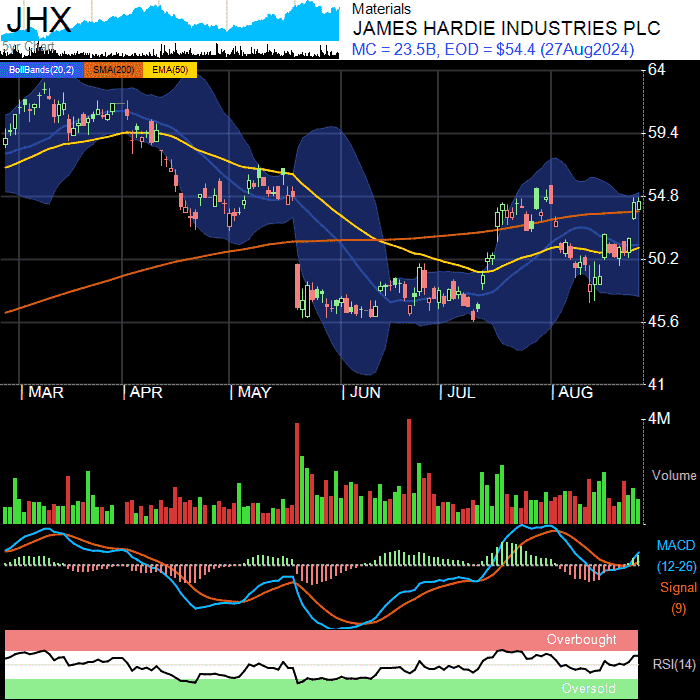 JHX
5yr Chart
Materials
JAMES HARDIE INDUSTRIES PLC
MC = 23.5B, EOD = $54.4 (27Aug2024)
BollBands(20,2) SMA(200) EMA(50)
64
59.4
54.8
50.2
45.6
41
| MAR | APR | MAY | JUN | JUL | AUG
4M
Volume
MACD
(12-26)
Signal
(9)
Overbought
RSI(14)
Oversold